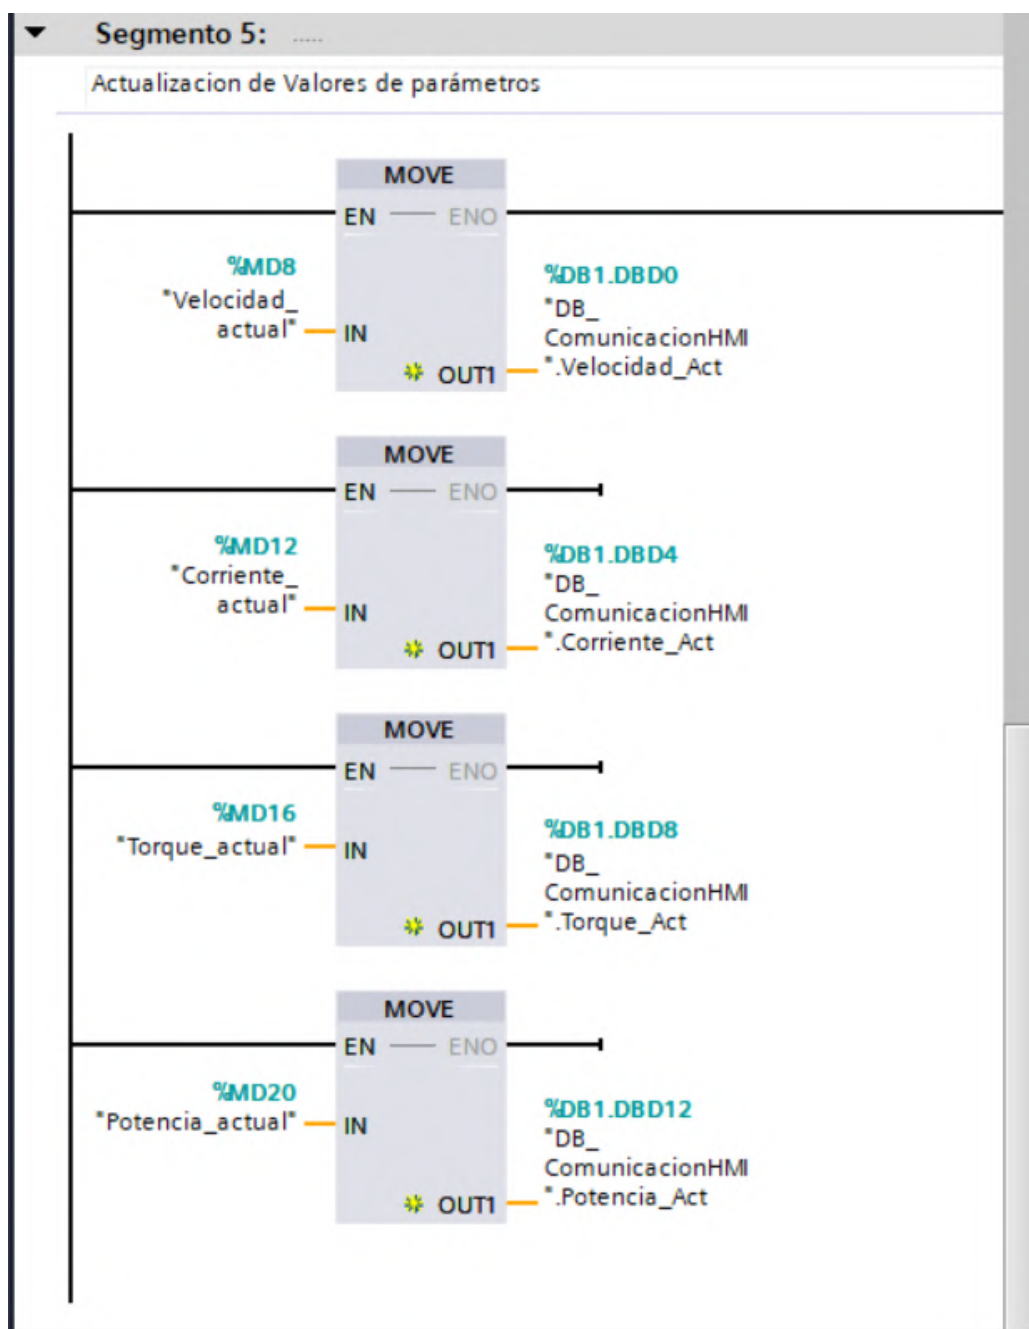 Segmento 5: .....
Actualizacion de Valores de parámetros
MOVE
EN ENO
%MD8
"Velocidad_
actual" IN
%DB1.DBD0
"DB_
ComunicacionHMI
OUT1 ".Velocidad_Act
MOVE
EN ENO
%MD12
"Corriente_
actual" IN
%DB1.DBD4
"DB_
ComunicacionHMI
OUT1 ".Corriente_Act
MOVE
EN ENO
%MD16
"Torque_actual" IN
%DB1.DBD8
"DB_
ComunicacionHMI
OUT1 ".Torque_Act
MOVE
EN ENO
%MD20
"Potencia_actual" IN
%DB1.DBD12
"DB_
ComunicacionHMI
OUT1 ".Potencia_Act